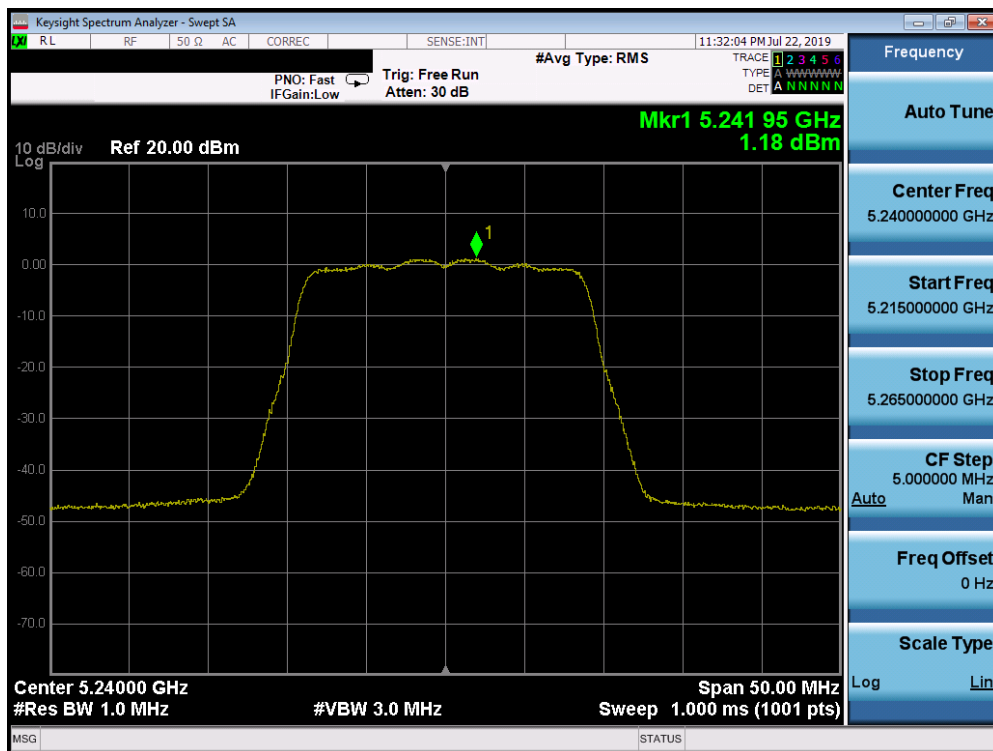 Keysight Spectrum Analyzer - Swept SA
LXI RL RF 50 Ω AC CORREC SENSE:INT 11:32:04 PM Jul 22, 2019
#Avg Type: RMS TRACE 1 2 3 4 5 6
PNO: Fast Trig: Free Run TYPE A WWWWW
IFGain:Low Atten: 30 dB DET A N N N N N
Mkr1 5.241 95 GHz
1.18 dBm
10 dB/div Ref 20.00 dBm
Log
1
10.0
0.00
-10.0
-20.0
-30.0
-40.0
-50.0
-60.0
-70.0
Center 5.24000 GHz Span 50.00 MHz
#Res BW 1.0 MHz #VBW 3.0 MHz Sweep 1.000 ms (1001 pts)
MSG STATUS
Frequency
Auto Tune
Center Freq
5.240000000 GHz
Start Freq
5.215000000 GHz
Stop Freq
5.265000000 GHz
CF Step
5.000000 MHz
Auto Man
Freq Offset
0 Hz
Scale Type
Log Lin